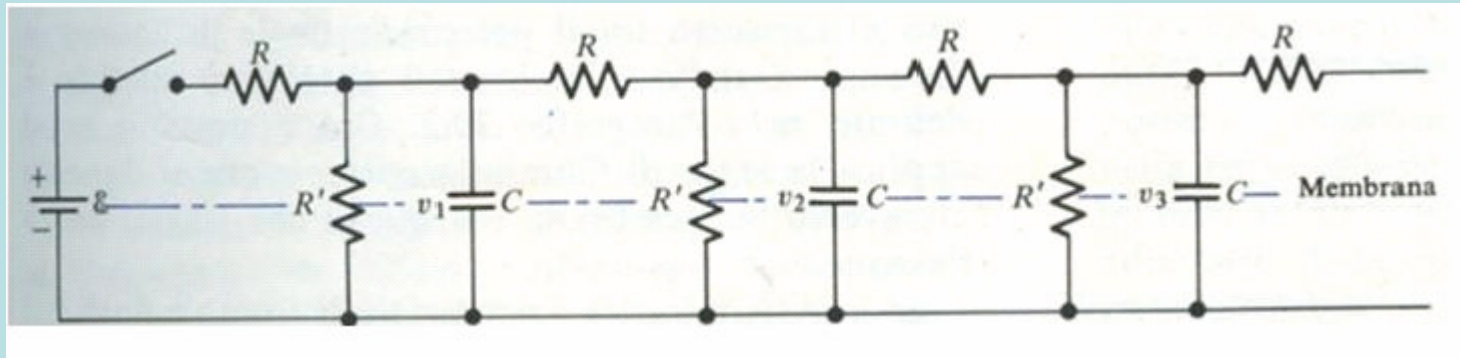 R R R R
+ ℰ R' v₁ C R' v₂ C R' v₃ C Membrana
−